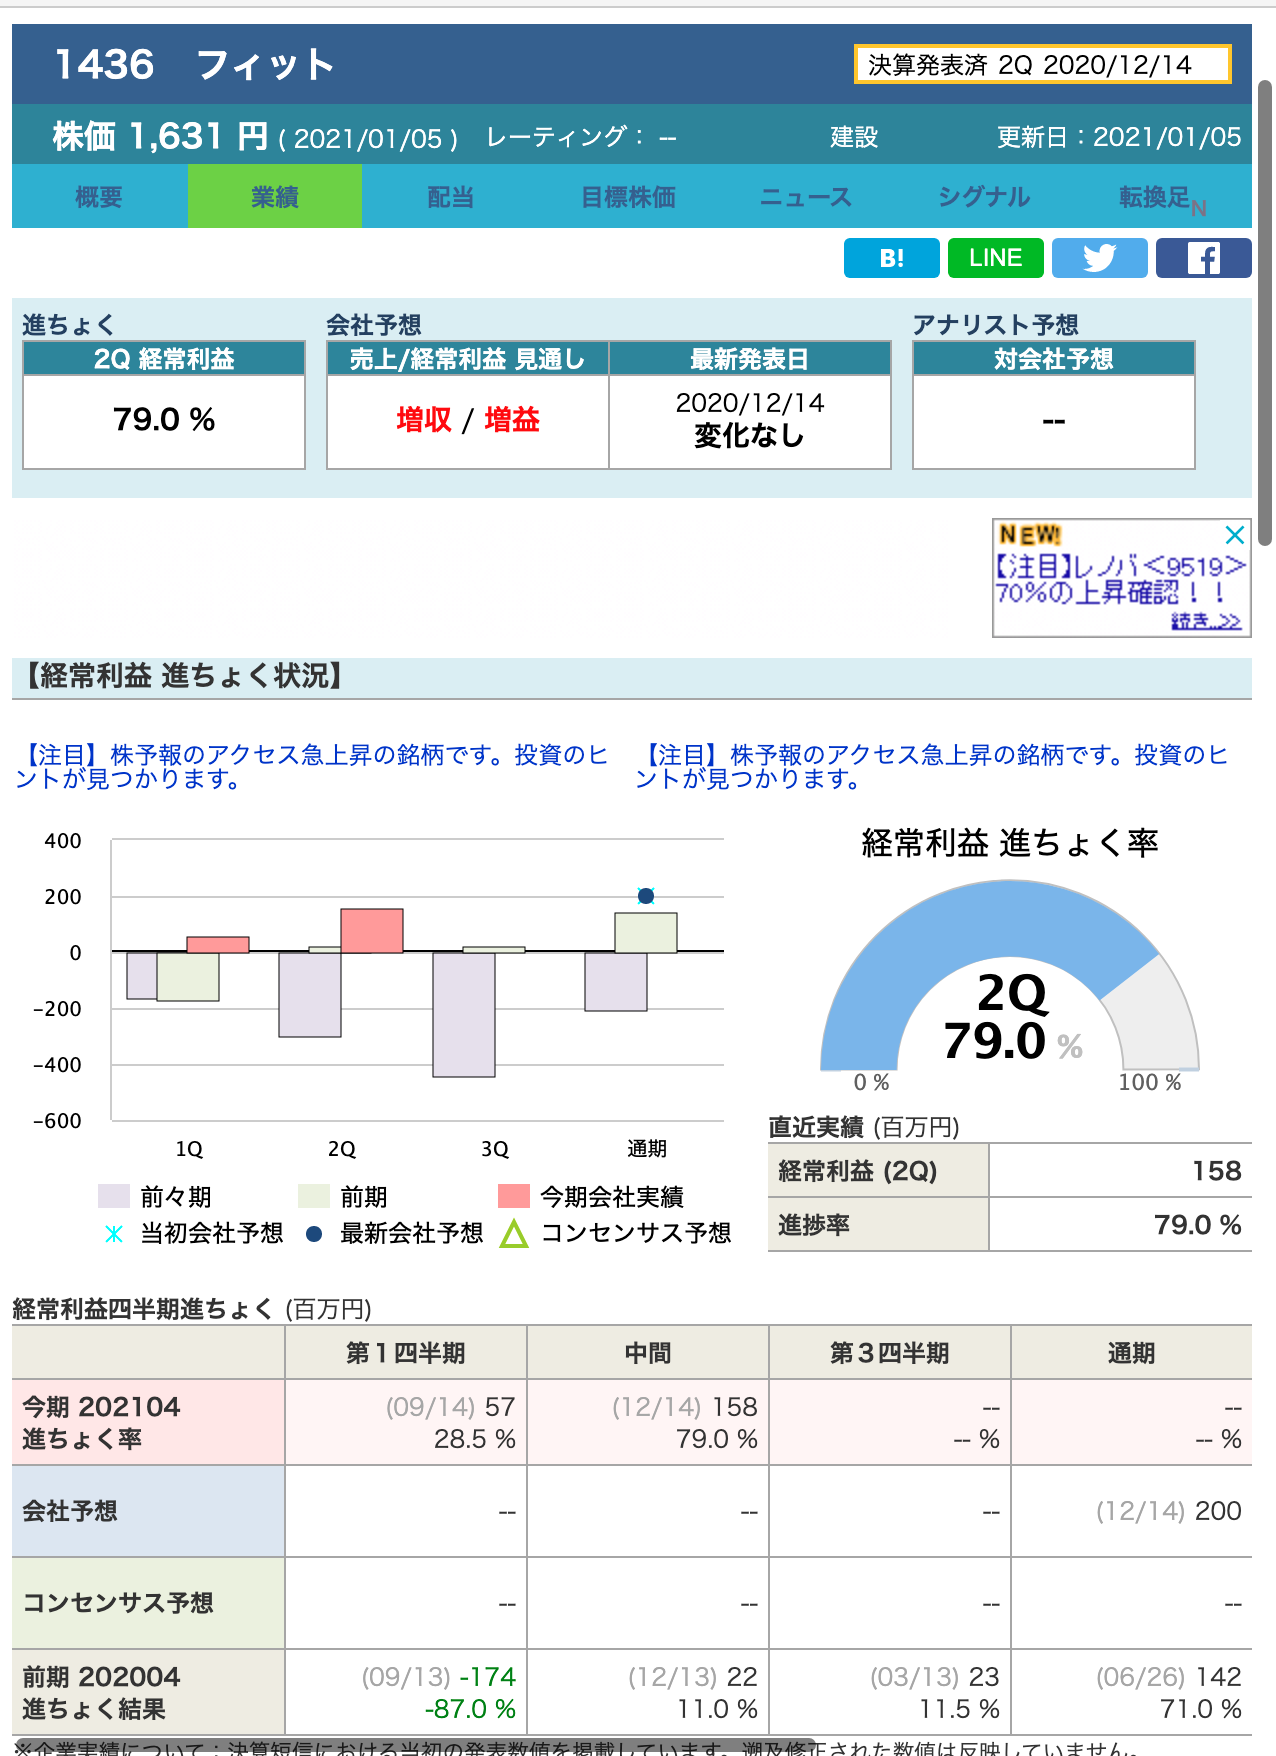 1436　フィット
決算発表済 2Q 2020/12/14
株価 1,631 円 ( 2021/01/05 ) レーティング： -- 建設 更新日：2021/01/05
概要 業績 配当 目標株価 ニュース シグナル 転換足N
B! LINE
進ちょく 会社予想 アナリスト予想
2Q 経常利益 売上/経常利益 見通し 最新発表日 対会社予想
79.0 % 増収 / 増益 2020/12/14 --
変化なし
NEW!
【注目】レノバ<9519>
70%の上昇確認！！
続き..>>
【経常利益 進ちょく状況】
【注目】株予報のアクセス急上昇の銘柄です。投資のヒ
ントが見つかります。
【注目】株予報のアクセス急上昇の銘柄です。投資のヒ
ントが見つかります。
400
200
0
-200
-400
-600
1Q 2Q 3Q 通期
前々期 前期 今期会社実績
当初会社予想 最新会社予想 コンセンサス予想
経常利益 進ちょく率
2Q
79.0 %
0 % 100 %
直近実績 (百万円)
経常利益 (2Q) 158
進捗率 79.0 %
経常利益四半期進ちょく (百万円)
第１四半期 中間 第３四半期 通期
今期 202104 (09/14) 57 (12/14) 158 -- --
進ちょく率 28.5 % 79.0 % -- % -- %
会社予想 -- -- -- (12/14) 200
コンセンサス予想 -- -- -- --
前期 202004 (09/13) -174 (12/13) 22 (03/13) 23 (06/26) 142
進ちょく結果 -87.0 % 11.0 % 11.5 % 71.0 %
※企業実績について：決算短信における当初の発表数値を掲載しています。遡及修正された数値は反映していません。